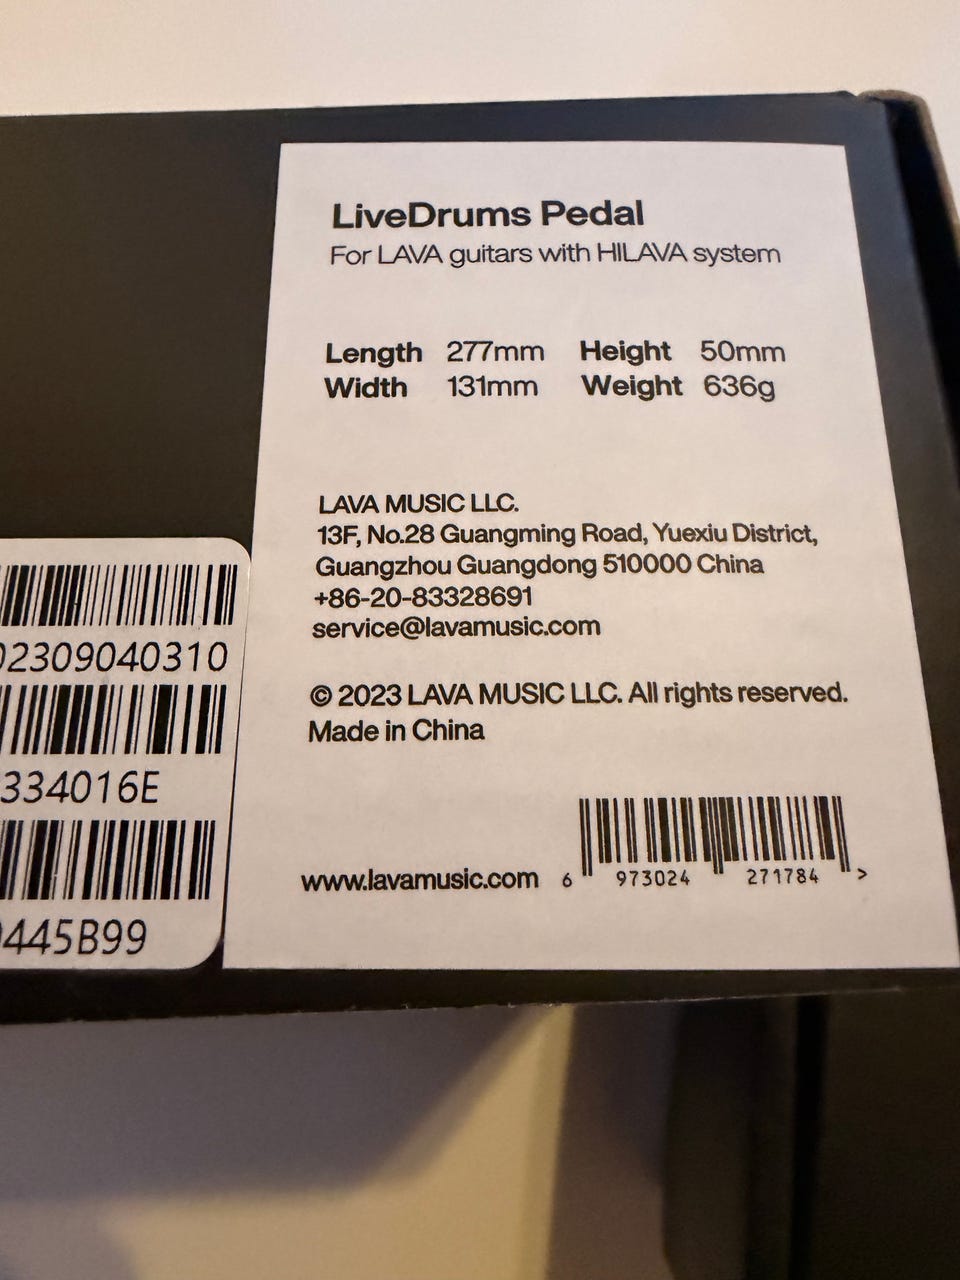 LiveDrums Pedal
For LAVA guitars with HILAVA system
Length 277mm Height 50mm
Width 131mm Weight 636g
LAVA MUSIC LLC.
13F, No.28 Guangming Road, Yuexiu District,
Guangzhou Guangdong 510000 China
+86-20-83328691
service@lavamusic.com
© 2023 LAVA MUSIC LLC. All rights reserved.
Made in China
www.lavamusic.com 6 973024 271784 >
02309040310
334016E
445B99